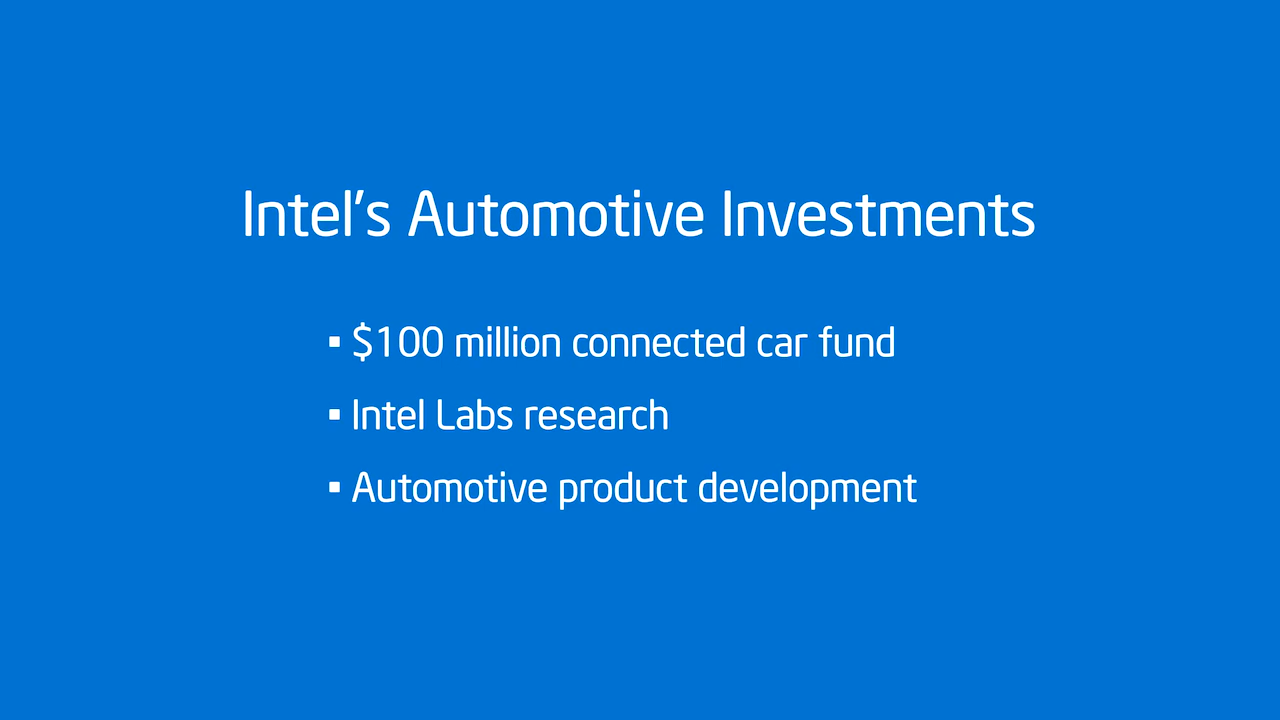 Intel’s Automotive Investments
▪ $100 million connected car fund
▪ Intel Labs research
▪ Automotive product development